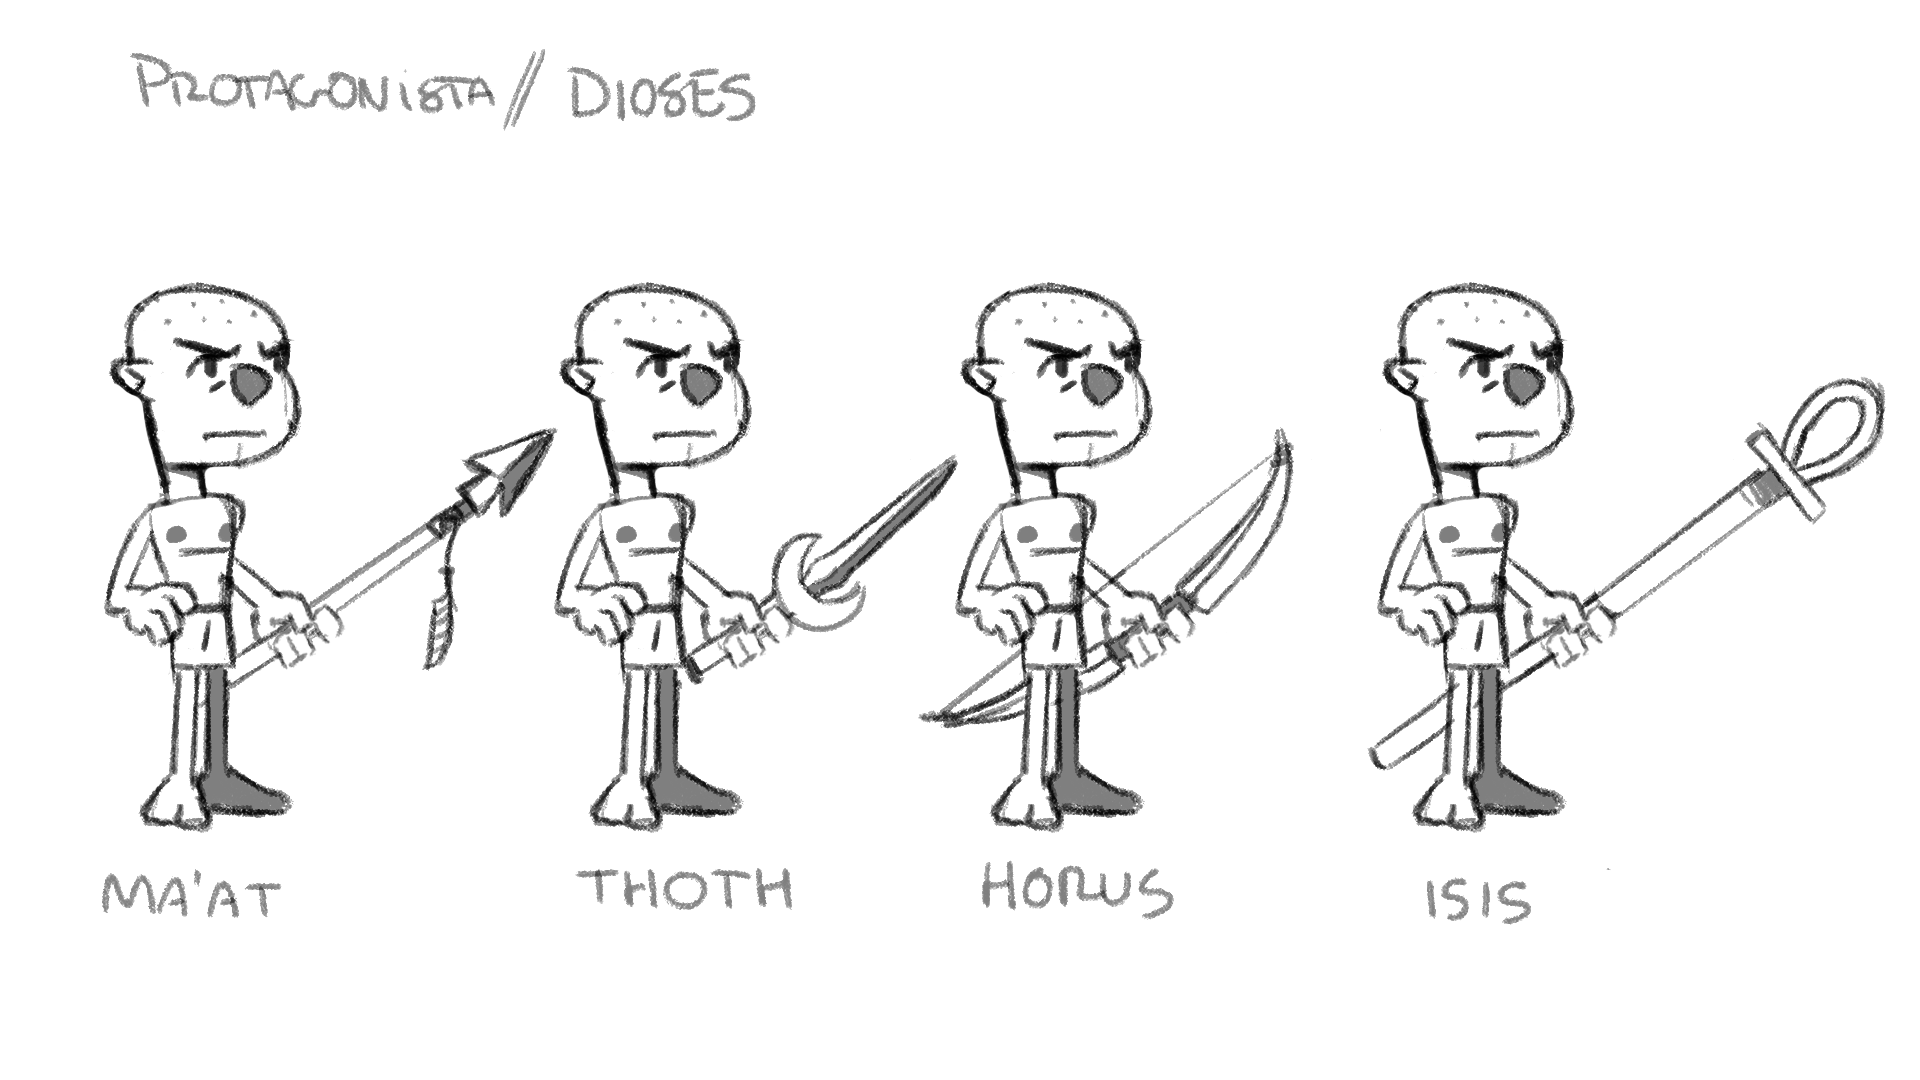 PROTAGONiSTA // DIOSES
MA'AT
THOTH
HORUS
ISIS